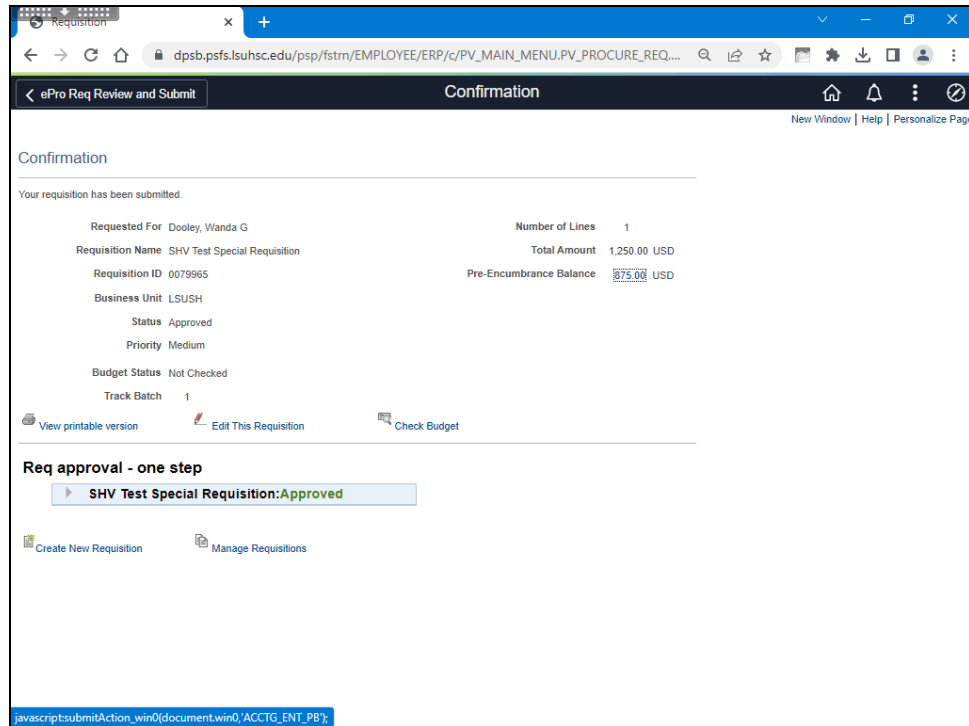 Requisition
dpsb.psfs.lsuhsc.edu/psp/fstrn/EMPLOYEE/ERP/c/PV_MAIN_MENU.PV_PROCURE_REQ....
ePro Req Review and Submit
Confirmation
New Window | Help | Personalize Page
Confirmation
Your requisition has been submitted.
Requested For Dooley, Wanda G Number of Lines 1
Requisition Name SHV Test Special Requisition Total Amount 1,250.00 USD
Requisition ID 0079965 Pre-Encumbrance Balance 875.00 USD
Business Unit LSUSH
Status Approved
Priority Medium
Budget Status Not Checked
Track Batch 1
View printable version Edit This Requisition Check Budget
Req approval - one step
SHV Test Special Requisition:Approved
Create New Requisition Manage Requisitions
javascript:submitAction_win0(document.win0,'ACCTG_ENT_PB');